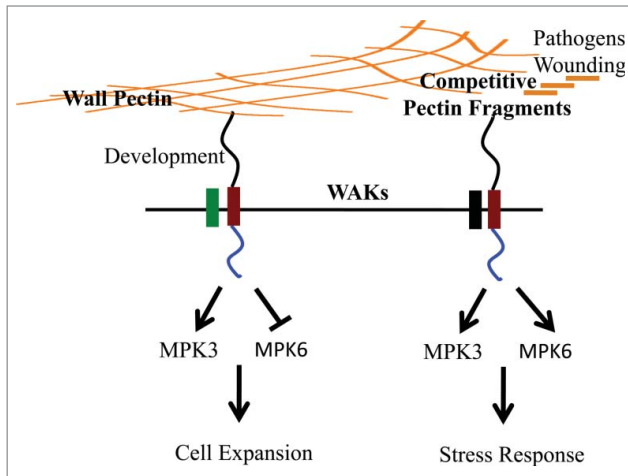 Pathogens
Wounding
Wall Pectin
Competitive
Pectin Fragments
Development
WAKs
MPK3
MPK6
MPK3
MPK6
Cell Expansion
Stress Response